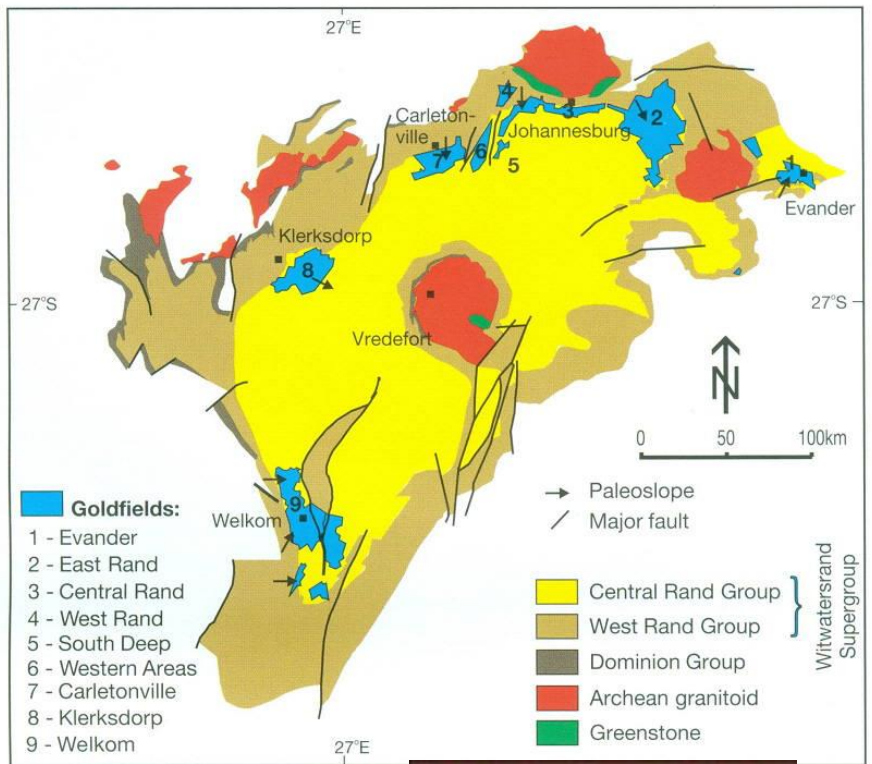 27°E
4
Carleton-
ville
3
Johannesburg
2
7
6
5
1
Evander
Klerksdorp
8
27°S
27°S
Vredefort
N
0 50 100km
Paleoslope
Major fault
9
Welkom
Goldfields:
1 - Evander
2 - East Rand
3 - Central Rand
4 - West Rand
5 - South Deep
6 - Western Areas
7 - Carletonville
8 - Klerksdorp
9 - Welkom
Central Rand Group
West Rand Group
Witwatersrand
Supergroup
Dominion Group
Archean granitoid
Greenstone
27°E